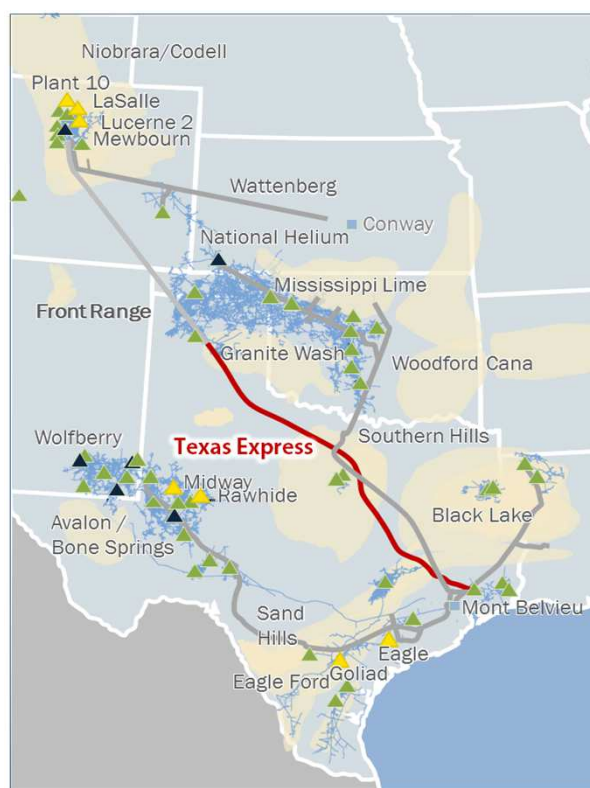 Niobrara/Codell
Plant 10
LaSalle
Lucerne 2
Mewbourn
Wattenberg
Conway
National Helium
Mississippi Lime
Front Range
Granite Wash
Woodford Cana
Texas Express
Southern Hills
Wolfberry
Midway
Rawhide
Black Lake
Avalon /
Bone Springs
Sand
Hills
Mont Belvieu
Eagle
Goliad
Eagle Ford